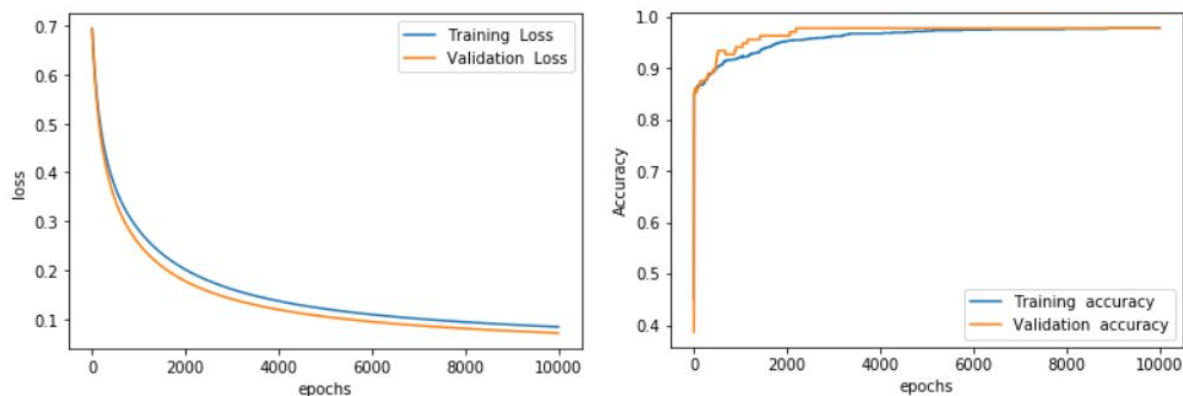 0.7
0.6
0.5
0.4
0.3
0.2
0.1
loss
0 2000 4000 6000 8000 10000
epochs
Training Loss
Validation Loss
1.0
0.9
0.8
0.7
0.6
0.5
0.4
Accuracy
0 2000 4000 6000 8000 10000
epochs
Training accuracy
Validation accuracy